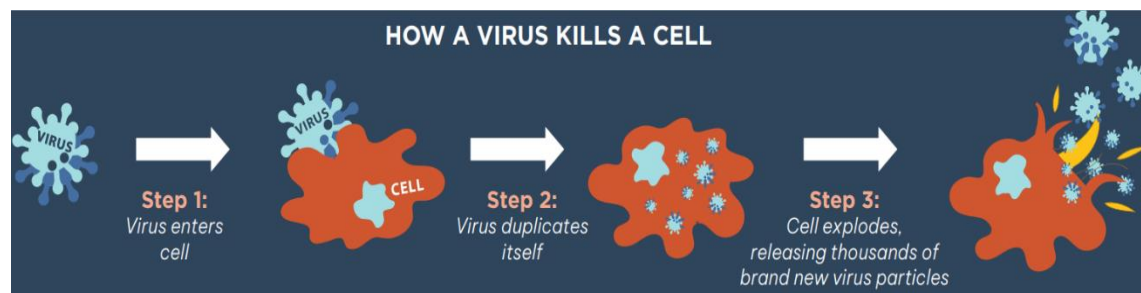 HOW A VIRUS KILLS A CELL
VIRUS
Step 1:
Virus enters
cell
VIRUS
CELL
Step 2:
Virus duplicates
itself
Step 3:
Cell explodes,
releasing thousands of
brand new virus particles